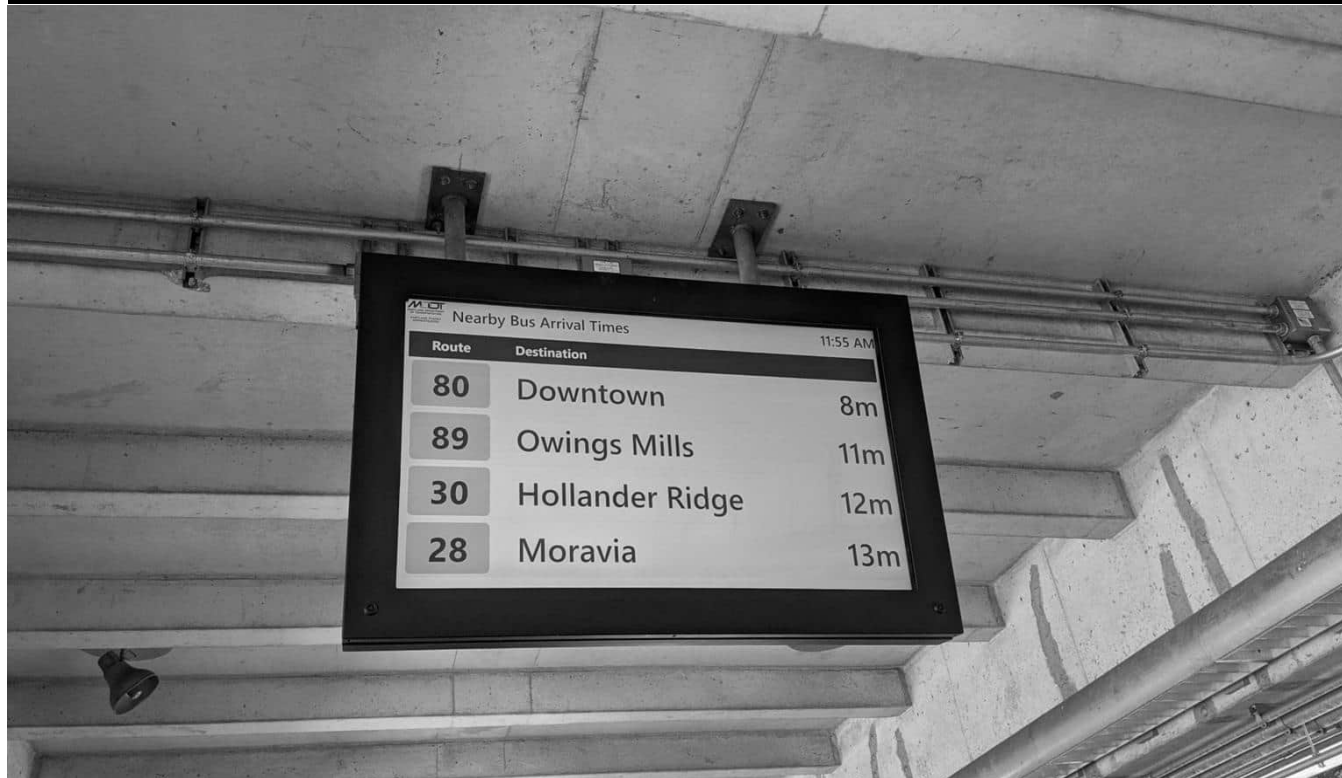 Nearby Bus Arrival Times
11:55 AM
Route Destination
80 Downtown 8m
89 Owings Mills 11m
30 Hollander Ridge 12m
28 Moravia 13m